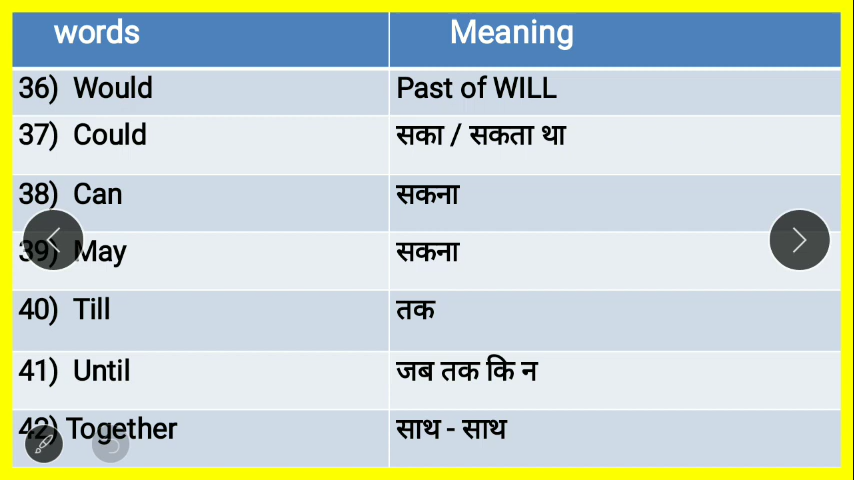 words Meaning
36) Would Past of WILL
37) Could सका / सकता था
38) Can सकना
39) May सकना
40) Till तक
41) Until जब तक कि न
42) Together साथ - साथ